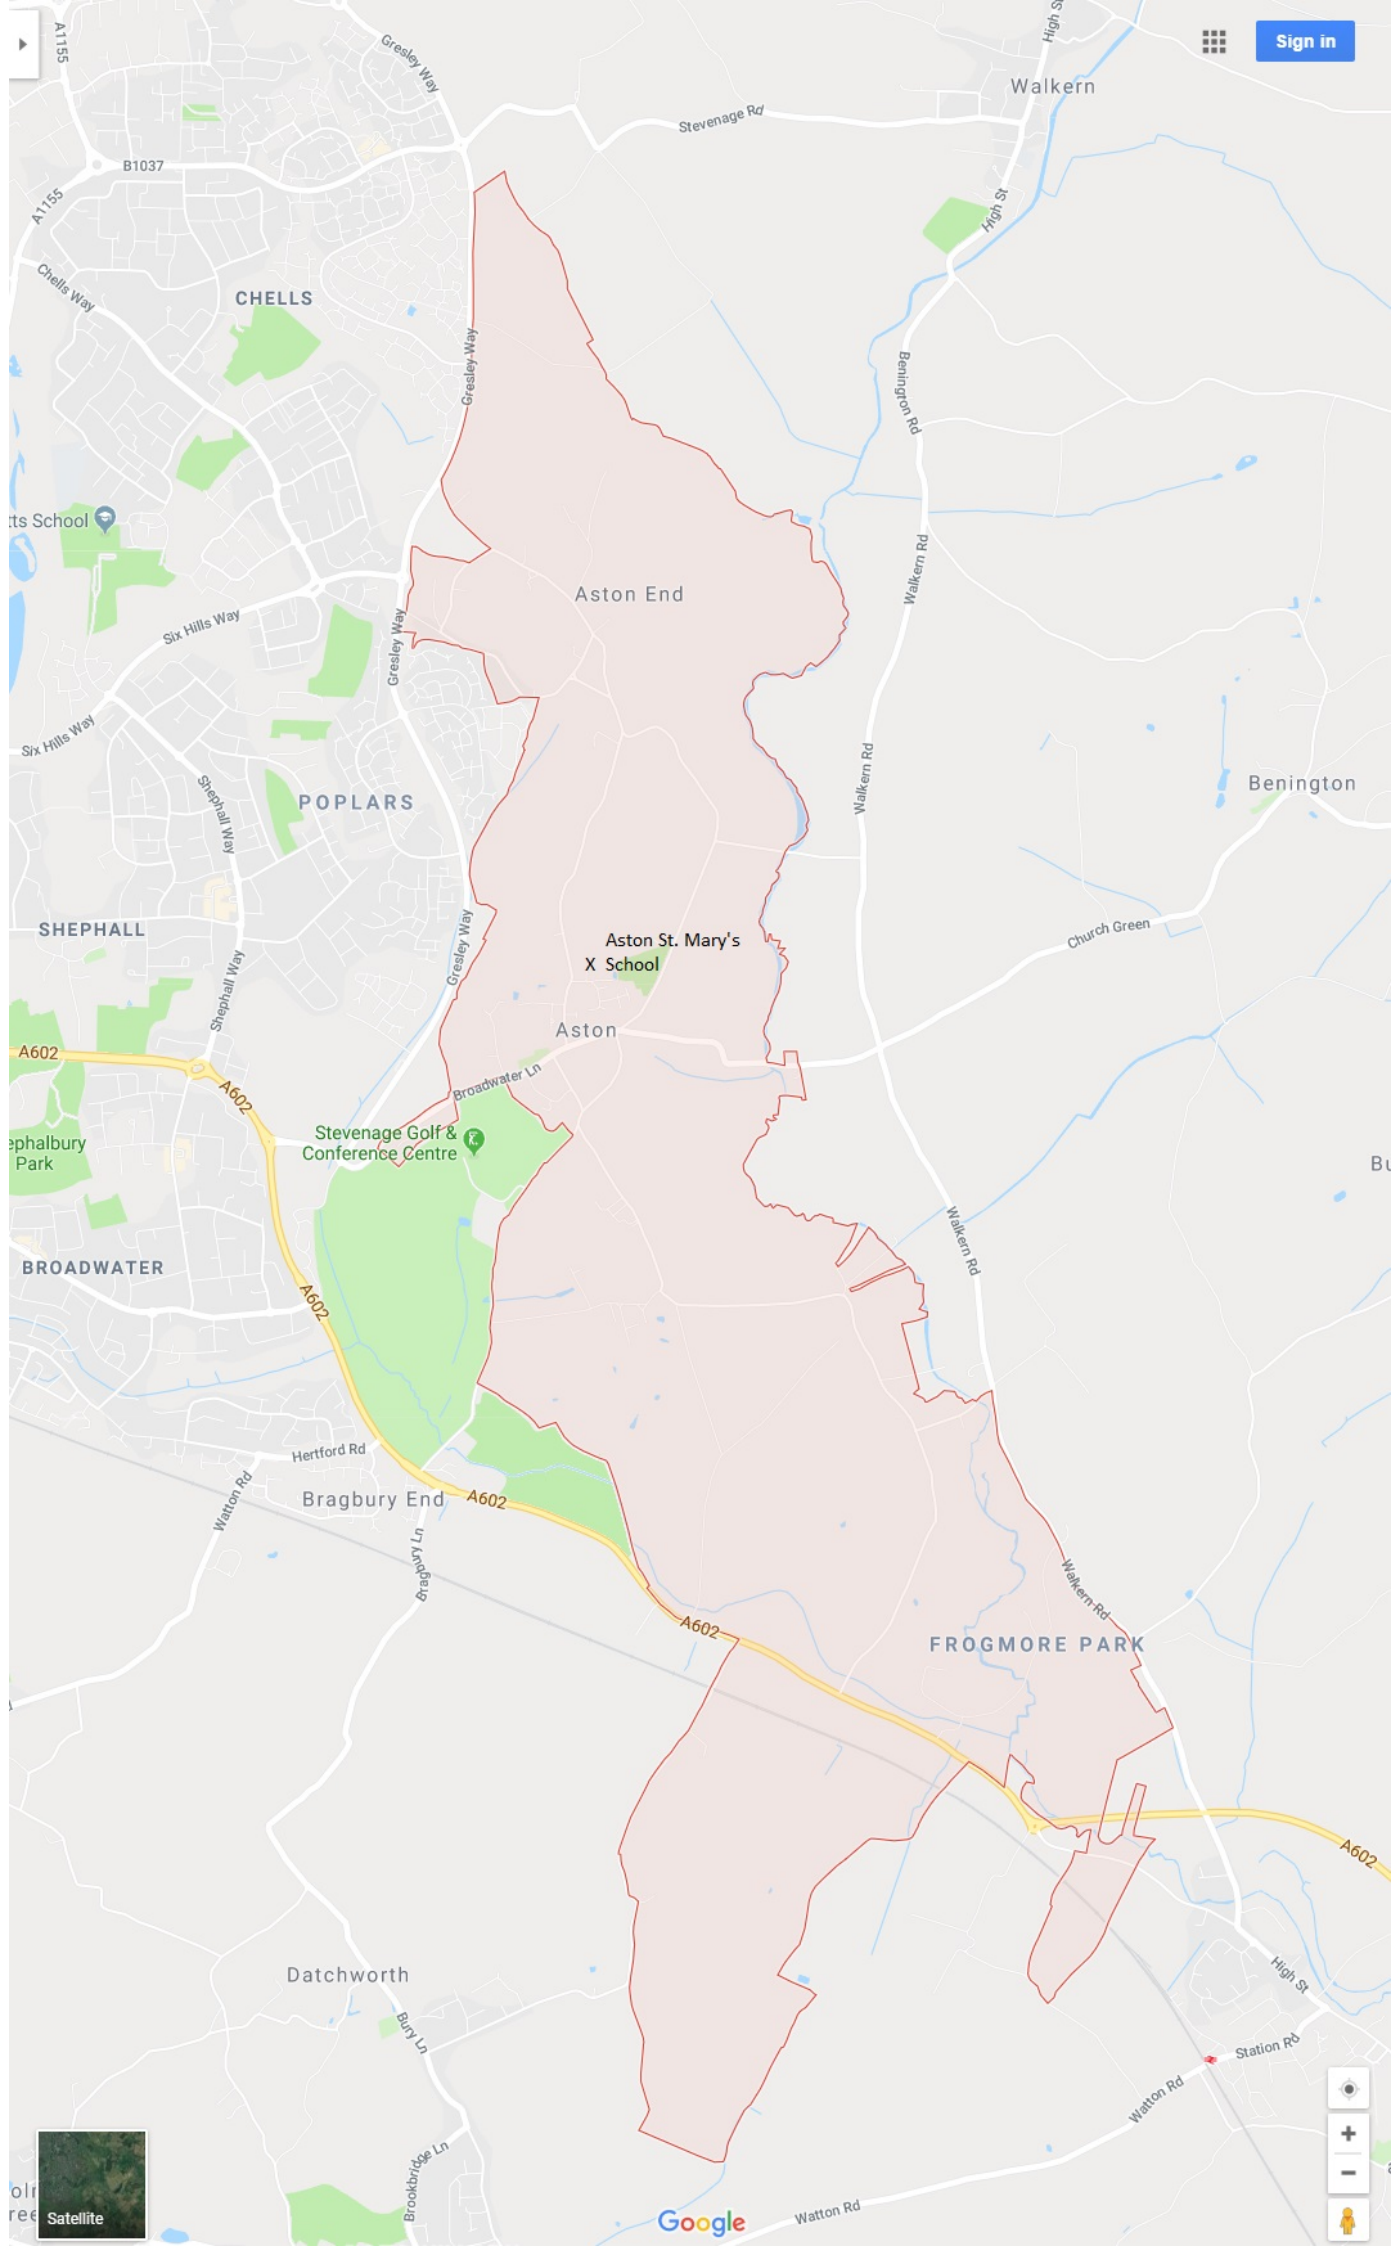 A1155
Gresley Way
High St
Sign in
Walkern
Stevenage Rd
B1037
A1155
High St
Chells Way
CHELLS
Gresley Way
Benington Rd
tts School
Walkern Rd
Aston End
Six Hills Way
Gresley Way
Six Hills Way
Walkern Rd
Shephall Way
POPLARS
Benington
SHEPHALL
Gresley Way
Church Green
Aston St. Mary's
X School
Shephall Way
Aston
A602
A602
Broadwater Ln
Stevenage Golf &
Conference Centre
ephalbury
Park
Bu
Walkern Rd
BROADWATER
A602
Hertford Rd
Watton Rd
Bragbury End
A602
Bragbury Ln
Walkern Rd
A602
FROGMORE PARK
A602
Datchworth
High St
Bury Ln
Station Rd
Watton Rd
Brookbridge Ln
Satellite
Google
Watton Rd